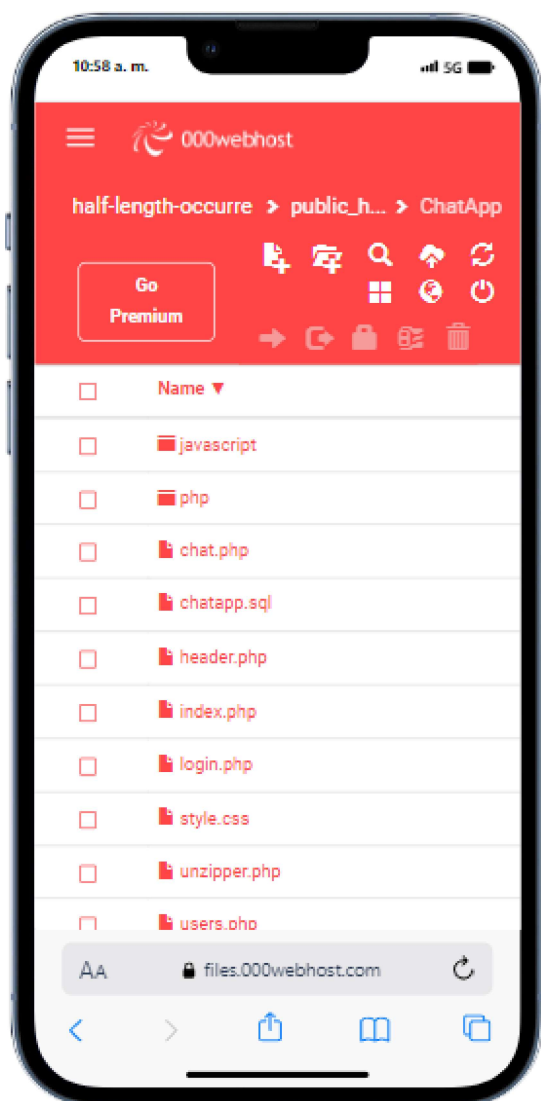 10:58 a. m.
5G
000webhost
half-length-occurre > public_h... > ChatApp
Go
Premium
Name ▼
javascript
php
chat.php
chatapp.sql
header.php
index.php
login.php
style.css
unzipper.php
users.php
AA
files.000webhost.com